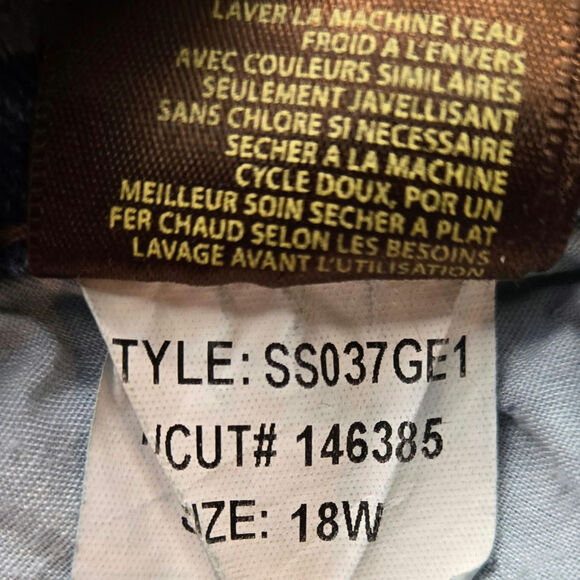 LAVER LA MACHINE L'EAU
FROID A L'ENVERS
AVEC COULEURS SIMILAIRES
SEULEMENT JAVELLISANT
SANS CHLORE SI NECESSAIRE
SECHER A LA MACHINE
CYCLE DOUX, POR UN
MEILLEUR SOIN SECHER A PLAT
FER CHAUD SELON LES BESOINS
LAVAGE AVANT L'UTILISATION
TYLE: SS037GE1
CUT# 146385
IZE: 18W